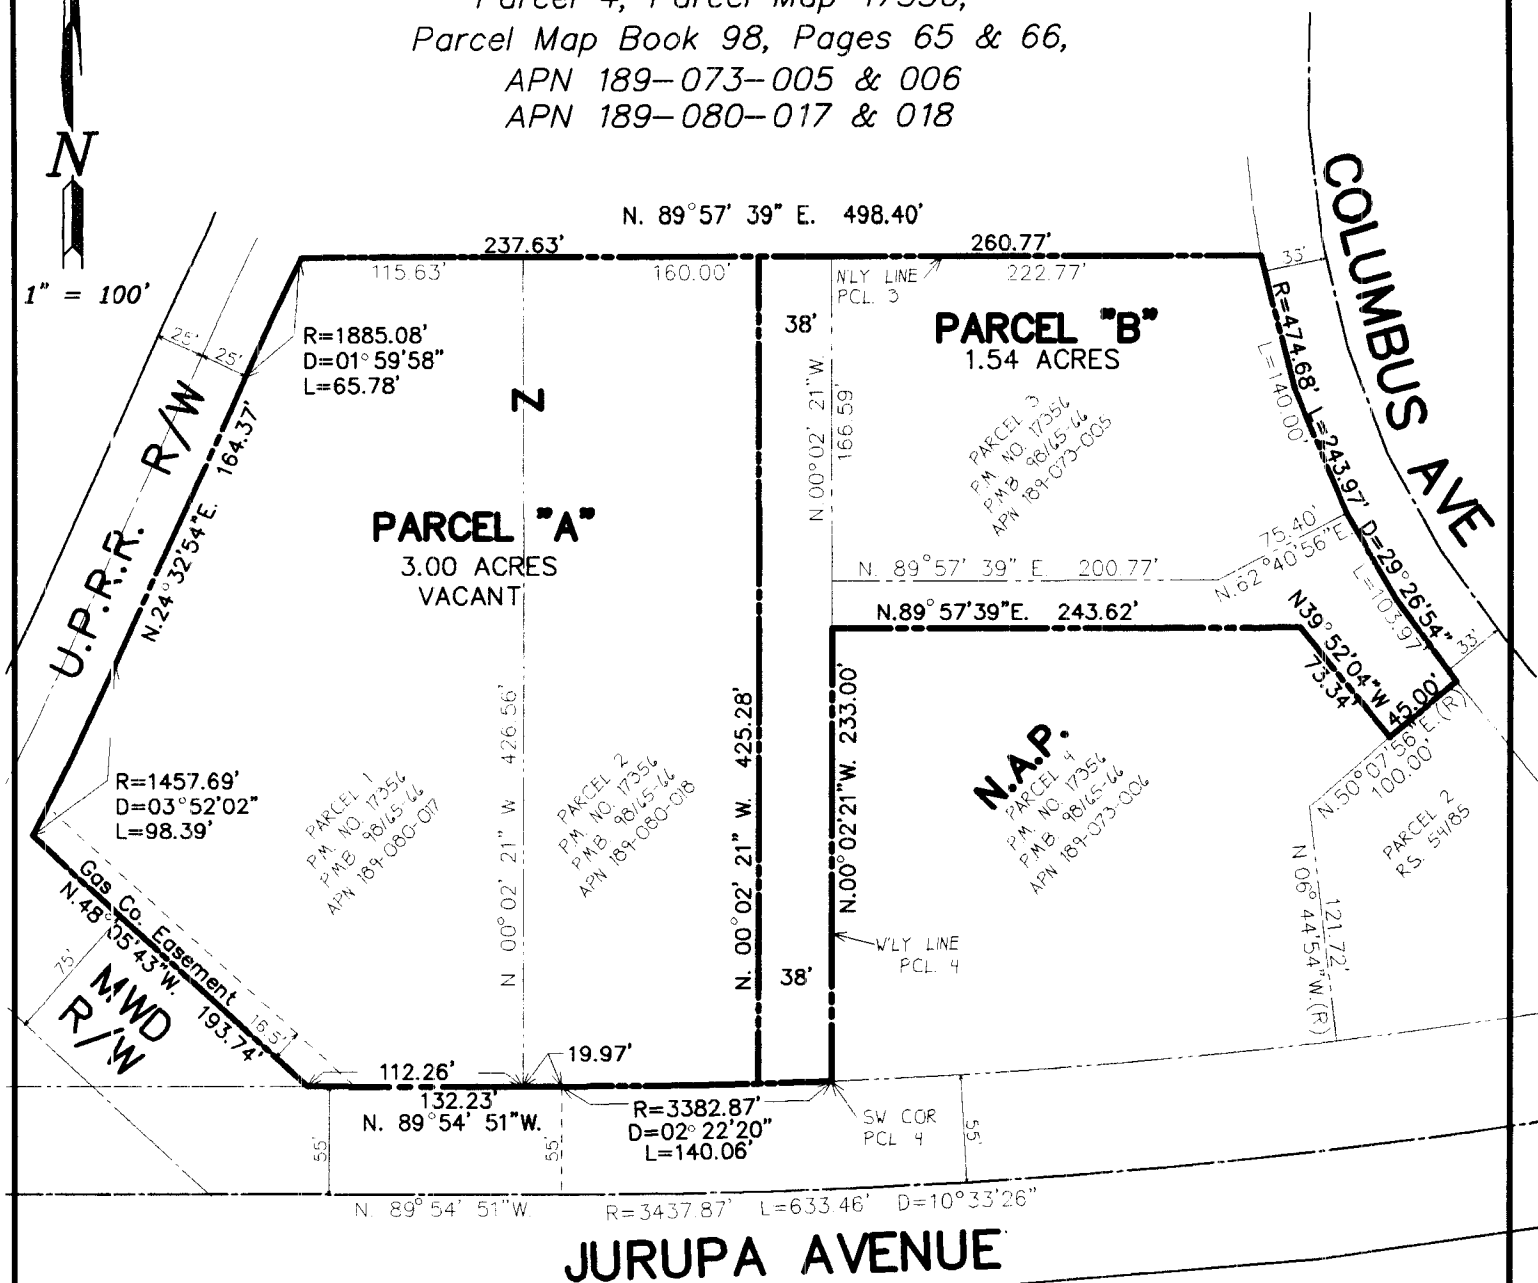 Parcel Map Book 98, Pages 65 & 66,
APN 189-073-005 & 006
APN 189-080-017 & 018
N
1" = 100'
N. 89°57' 39" E. 498.40'
237.63'
260.77'
115.63'
160.00'
222.77'
N'LY LINE
PCL. 3
33'
COLUMBUS AVE
R=474.68' L=243.97' D=29°26'54"
L=140.00'
L=103.97'
33'
25'
25'
R=1885.08'
D=01°59'58"
L=65.78'
U.P.R.R. R/W
N.24°32'54"E. 164.37'
Z
38'
PARCEL "B"
1.54 ACRES
N 00°02' 21"W.
166.59'
PARCEL 3
P.M. NO. 17356
P.M.B. 98/65-66
APN 189-073-005
PARCEL "A"
3.00 ACRES
VACANT
75.40'
N.62°40'56"E.
N. 89°57' 39" E. 200.77'
N.89°57'39"E. 243.62'
N39°52'04"W
73.34'
45.00'
N.50°07'56"E.(R)
100.00'
N 00°02' 21" W 426.56'
N. 00°02' 21" W. 425.28'
N.00°02'21"W. 233.00'
N.A.P.
PARCEL 4
P.M. NO. 17356
P.M.B. 98/65-66
APN 189-073-006
PARCEL 2
R.S. 54/85
N 06°44'54"W.(R)
121.72'
R=1457.69'
D=03°52'02"
L=98.39'
PARCEL 1
P.M. NO. 17356
P.M.B. 98/65-66
APN 189-080-017
PARCEL 2
P.M. NO. 17356
P.M.B. 98/65-66
APN 189-080-018
Gas Co. Easement
N.48°05'43"W. 193.74'
16.5'
75'
MWD
R/W
W'LY LINE
PCL. 4
38'
112.26'
19.97'
132.23'
N. 89°54' 51"W.
R=3382.87'
D=02°22'20"
L=140.06'
SW COR
PCL 4
55'
55'
55'
N. 89°54' 51"W. R=3437.87' L=633.46' D=10°33'26"
JURUPA AVENUE